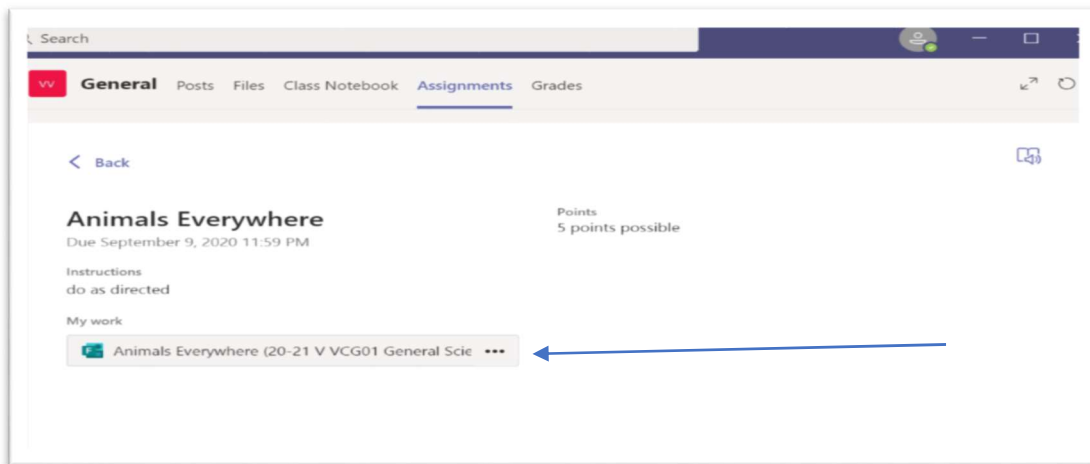 Search
VV General Posts Files Class Notebook Assignments Grades
Back
Animals Everywhere
Due September 9, 2020 11:59 PM
Points
5 points possible
Instructions
do as directed
My work
Animals Everywhere (20-21 V VCG01 General Scie